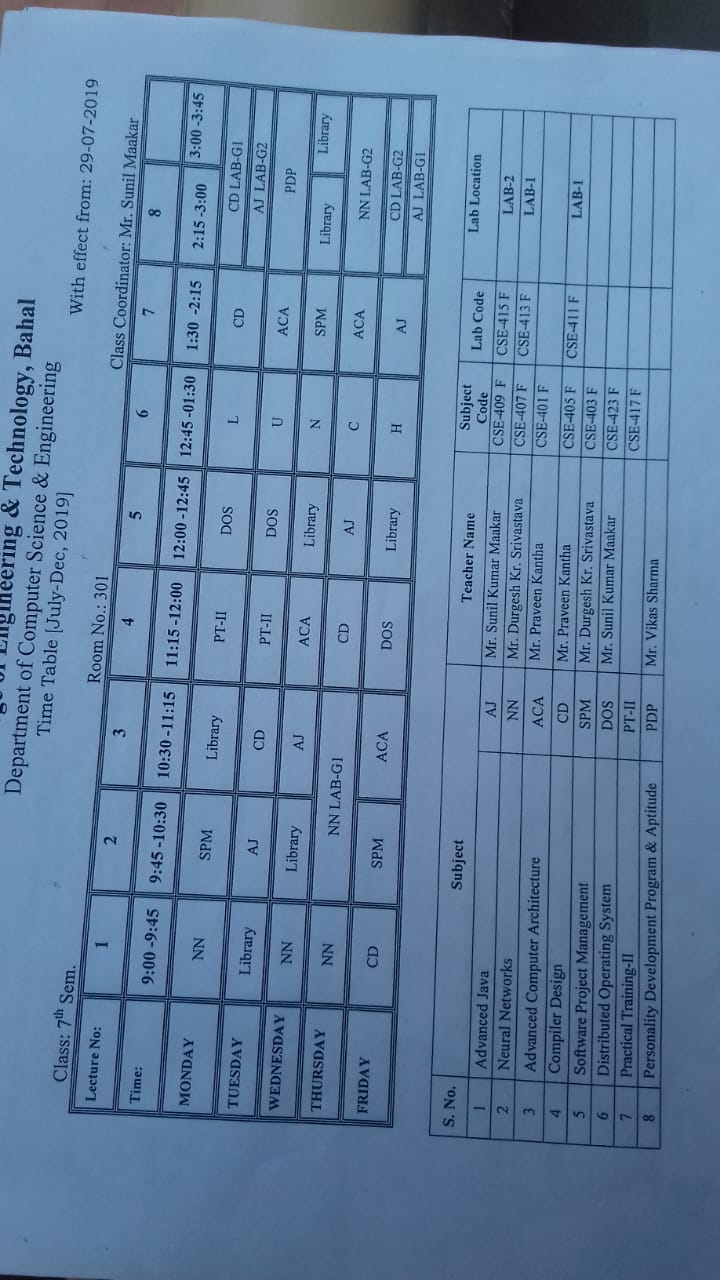 of Engineering & Technology, Bahal
Department of Computer Science & Engineering
Time Table [July-Dec, 2019]
With effect from: 29-07-2019
Class: 7th Sem. Room No.: 301 Class Coordinator: Mr. Sunil Maakar
Lecture No: 1 2 3 4 5 6 7 8
Time: 9:00 -9:45 9:45 -10:30 10:30 -11:15 11:15 -12:00 12:00 -12:45 12:45 -01:30 1:30 -2:15 2:15 -3:00 3:00 -3:45
MONDAY NN SPM Library PT-II DOS L CD CD LAB-G1
AJ LAB-G2
TUESDAY Library AJ CD PT-II DOS U ACA PDP
WEDNESDAY NN Library AJ ACA Library N SPM Library Library
THURSDAY NN NN LAB-G1 CD AJ C ACA NN LAB-G2
FRIDAY CD SPM ACA DOS Library H AJ CD LAB-G2
AJ LAB-G1
S. No. Subject Teacher Name Subject Code Lab Code Lab Location
1 Advanced Java AJ Mr. Sunil Kumar Maakar CSE-409 F CSE-415 F LAB-2
2 Neural Networks NN Mr. Durgesh Kr. Srivastava CSE-407 F CSE-413 F LAB-1
3 Advanced Computer Architecture ACA Mr. Praveen Kantha CSE-401 F
4 Compiler Design CD Mr. Praveen Kantha CSE-405 F CSE-411 F LAB-1
5 Software Project Management SPM Mr. Durgesh Kr. Srivastava CSE-403 F
6 Distributed Operating System DOS Mr. Sunil Kumar Maakar CSE-423 F
7 Practical Training-II PT-II CSE-417 F
8 Personality Development Program & Aptitude PDP Mr. Vikas Sharma